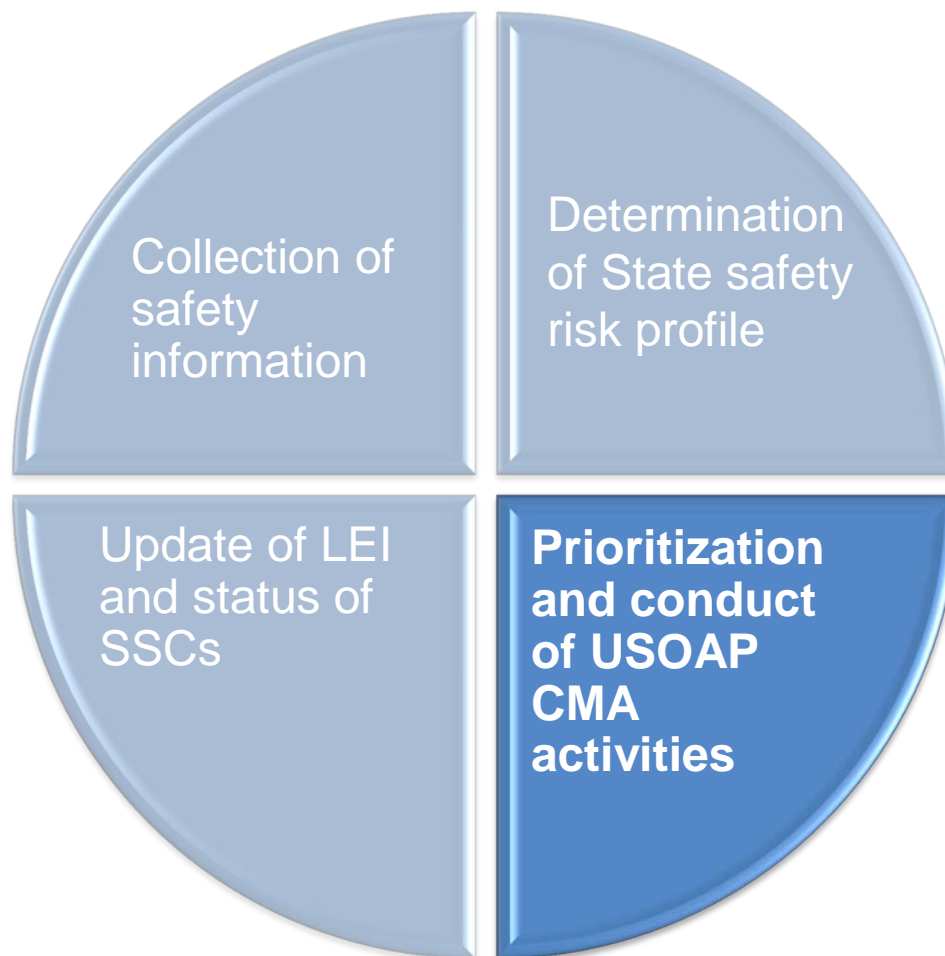 Collection of
safety
information
Determination
of State safety
risk profile
Update of LEI
and status of
SSCs
Prioritization
and conduct
of USOAP
CMA
activities